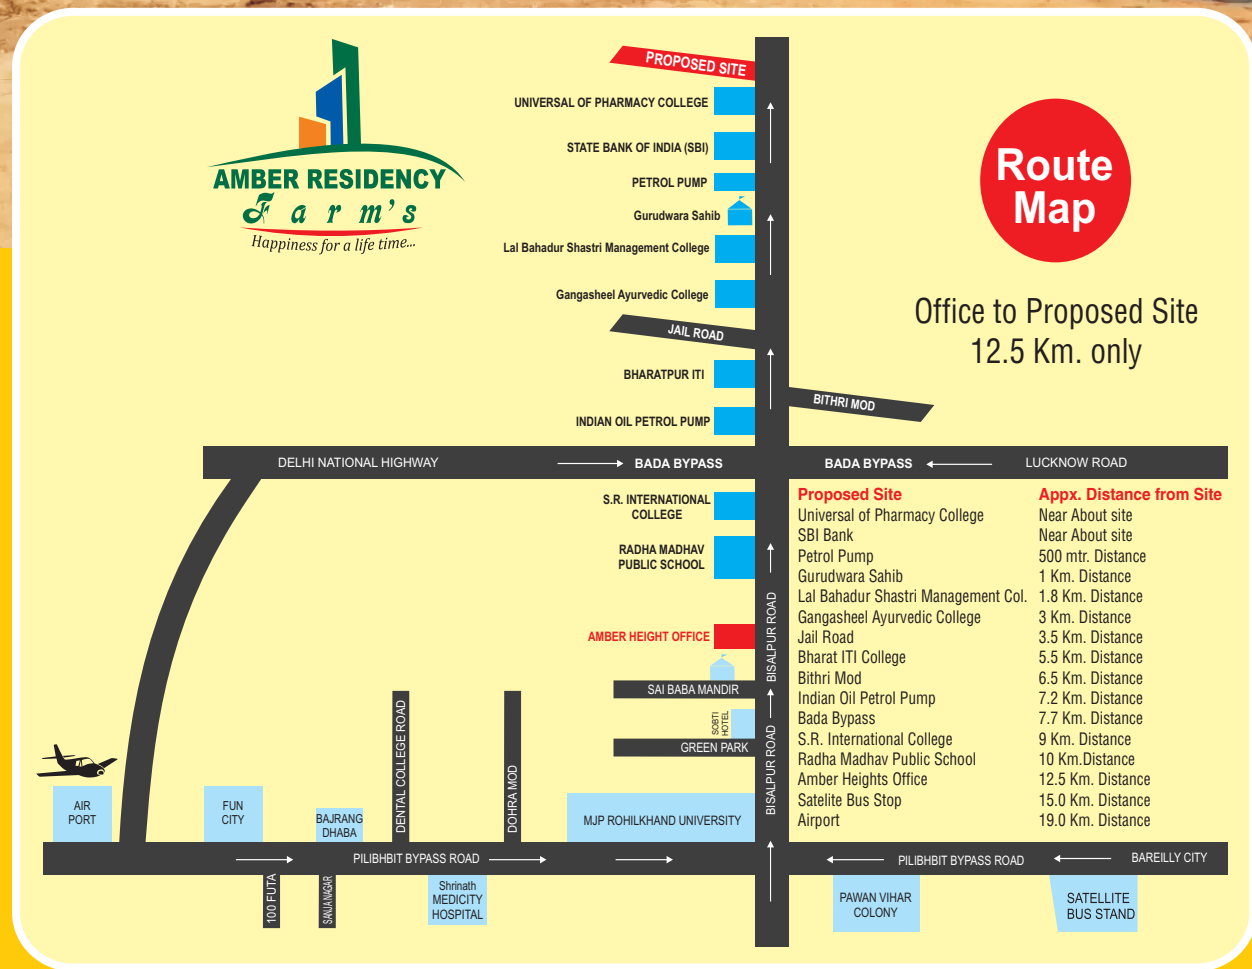 AMBER RESIDENCY
Farm's
Happiness for a life time...
PROPOSED SITE
UNIVERSAL OF PHARMACY COLLEGE
STATE BANK OF INDIA (SBI)
PETROL PUMP
Gurudwara Sahib
Lal Bahadur Shastri Management College
Gangasheel Ayurvedic College
JAIL ROAD
BHARATPUR ITI
BITHRI MOD
INDIAN OIL PETROL PUMP
Route
Map
Office to Proposed Site
12.5 Km. only
DELHI NATIONAL HIGHWAY
BADA BYPASS
BADA BYPASS
LUCKNOW ROAD
S.R. INTERNATIONAL
COLLEGE
RADHA MADHAV
PUBLIC SCHOOL
AMBER HEIGHT OFFICE
SAI BABA MANDIR
SOBTI
HOTEL
GREEN PARK
BISALPUR ROAD
BISALPUR ROAD
Proposed Site Appx. Distance from Site
Universal of Pharmacy College Near About site
SBI Bank Near About site
Petrol Pump 500 mtr. Distance
Gurudwara Sahib 1 Km. Distance
Lal Bahadur Shastri Management Col. 1.8 Km. Distance
Gangasheel Ayurvedic College 3 Km. Distance
Jail Road 3.5 Km. Distance
Bharat ITI College 5.5 Km. Distance
Bithri Mod 6.5 Km. Distance
Indian Oil Petrol Pump 7.2 Km. Distance
Bada Bypass 7.7 Km. Distance
S.R. International College 9 Km. Distance
Radha Madhav Public School 10 Km.Distance
Amber Heights Office 12.5 Km. Distance
Satelite Bus Stop 15.0 Km. Distance
Airport 19.0 Km. Distance
AIR
PORT
FUN
CITY
BAJRANG
DHABA
DENTAL COLLEGE ROAD
DOHRA MOD
MJP ROHILKHAND UNIVERSITY
PILIBHBIT BYPASS ROAD
PILIBHBIT BYPASS ROAD
BAREILLY CITY
100 FUTA
SANJAI NAGAR
Shrinath
MEDICITY
HOSPITAL
PAWAN VIHAR
COLONY
SATELLITE
BUS STAND